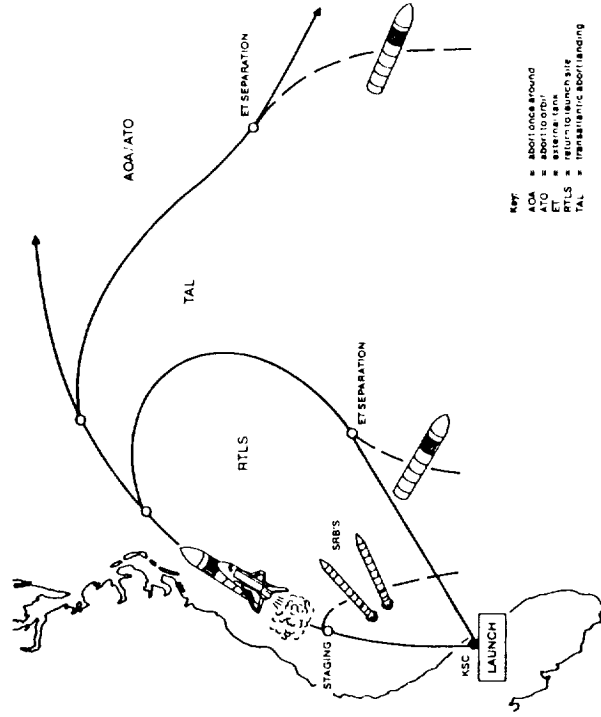 AOA/ATO
ET SEPARATION
TAL
RTLS
ET SEPARATION
SRB'S
STAGING
KSC
LAUNCH
Key:
AOA = abort once around
ATO = abort to orbit
ET = external tank
RTLS = return to launch site
TAL = transatlantic abort landing